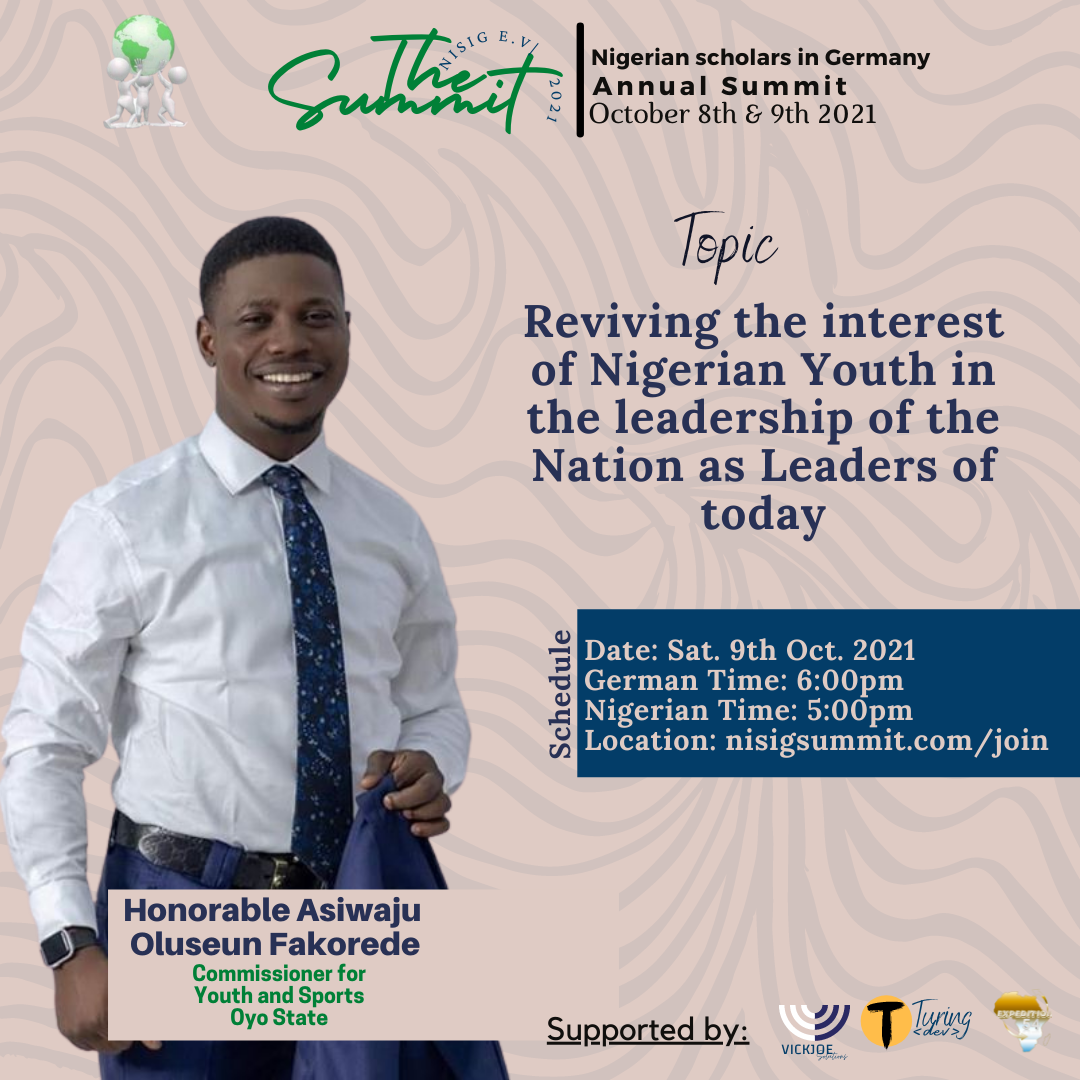 The
Summit
NISIG E.V/ 2021
Nigerian scholars in Germany
Annual Summit
October 8th & 9th 2021
Topic
Reviving the interest
of Nigerian Youth in
the leadership of the
Nation as Leaders of
today
Schedule
Date: Sat. 9th Oct. 2021
German Time: 6:00pm
Nigerian Time: 5:00pm
Location: nisigsummit.com/join
Honorable Asiwaju
Oluseun Fakorede
Commissioner for
Youth and Sports
Oyo State
Supported by:
VICKJOE
Solutions
T
Turing
<dev>